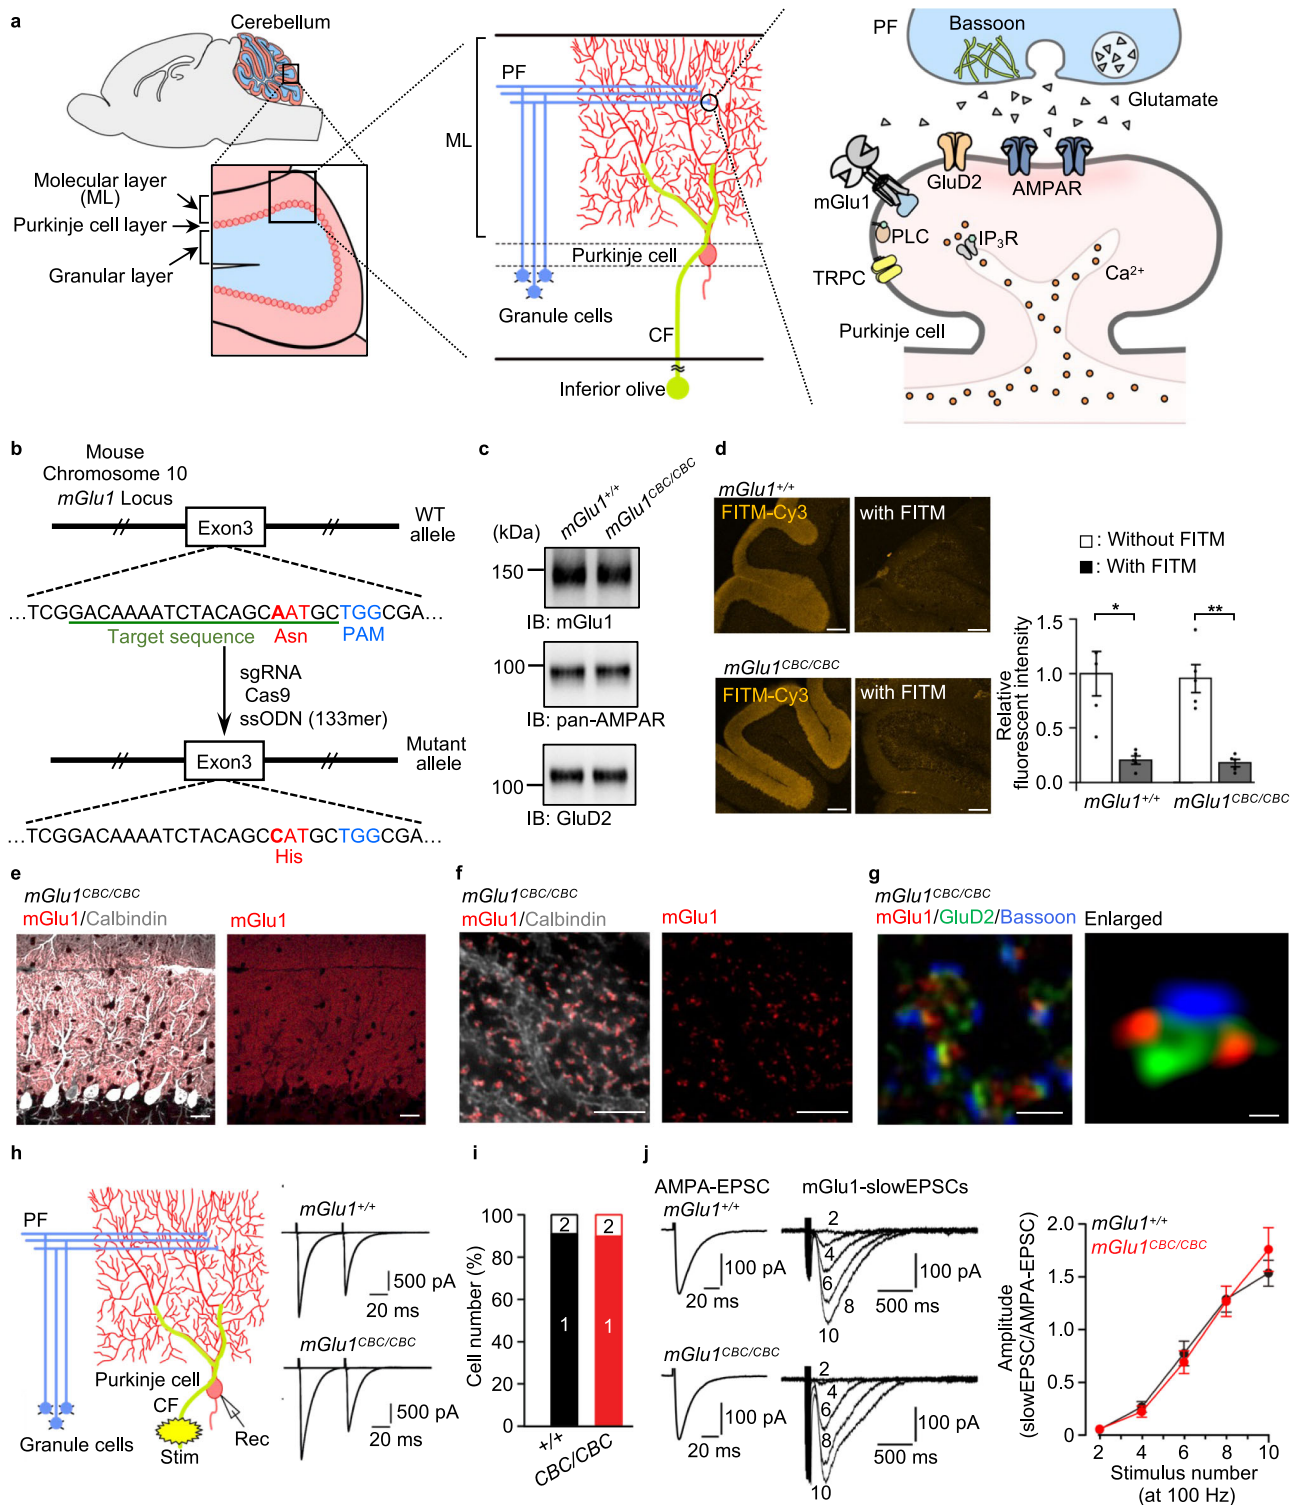 a
Cerebellum
Molecular layer
(ML)
Purkinje cell layer
Granular layer
PF
ML
Purkinje cell
Granule cells
CF
Inferior olive
PF
Bassoon
Glutamate
GluD2
AMPAR
mGlu1
PLC
IP3R
TRPC
Ca2+
Purkinje cell
b
Mouse
Chromosome 10
mGlu1 Locus
Exon3
WT
allele
…TCGGACAAAATCTACAGCAATGCTGGCGA…
Target sequence
Asn
PAM
sgRNA
Cas9
ssODN (133mer)
Exon3
Mutant
allele
…TCGGACAAAATCTACAGCCATGCTGGCGA…
His
c
mGlu1+/+
mGlu1CBC/CBC
(kDa)
150
IB: mGlu1
100
IB: pan-AMPAR
100
IB: GluD2
d
mGlu1+/+
FITM-Cy3
with FITM
mGlu1CBC/CBC
FITM-Cy3
with FITM
: Without FITM
: With FITM
Relative
fluorescent intensity
1.5
1.0
0.5
0.0
*
**
mGlu1+/+
mGlu1CBC/CBC
e
mGlu1CBC/CBC
mGlu1/Calbindin
mGlu1
f
mGlu1CBC/CBC
mGlu1/Calbindin
mGlu1
g
mGlu1CBC/CBC
mGlu1/GluD2/Bassoon
Enlarged
h
PF
Purkinje cell
CF
Granule cells
Stim
Rec
mGlu1+/+
500 pA
20 ms
mGlu1CBC/CBC
500 pA
20 ms
i
Cell number (%)
100
80
60
40
20
0
2
2
1
1
+/+
CBC/CBC
j
AMPA-EPSC
mGlu1-slowEPSCs
mGlu1+/+
100 pA
20 ms
2
4
6
8
10
100 pA
500 ms
mGlu1CBC/CBC
100 pA
20 ms
2
4
6
8
10
100 pA
500 ms
Amplitude
(slowEPSC/AMPA-EPSC)
2.0
1.5
1.0
0.5
0
mGlu1+/+
mGlu1CBC/CBC
2 4 6 8 10
Stimulus number
(at 100 Hz)